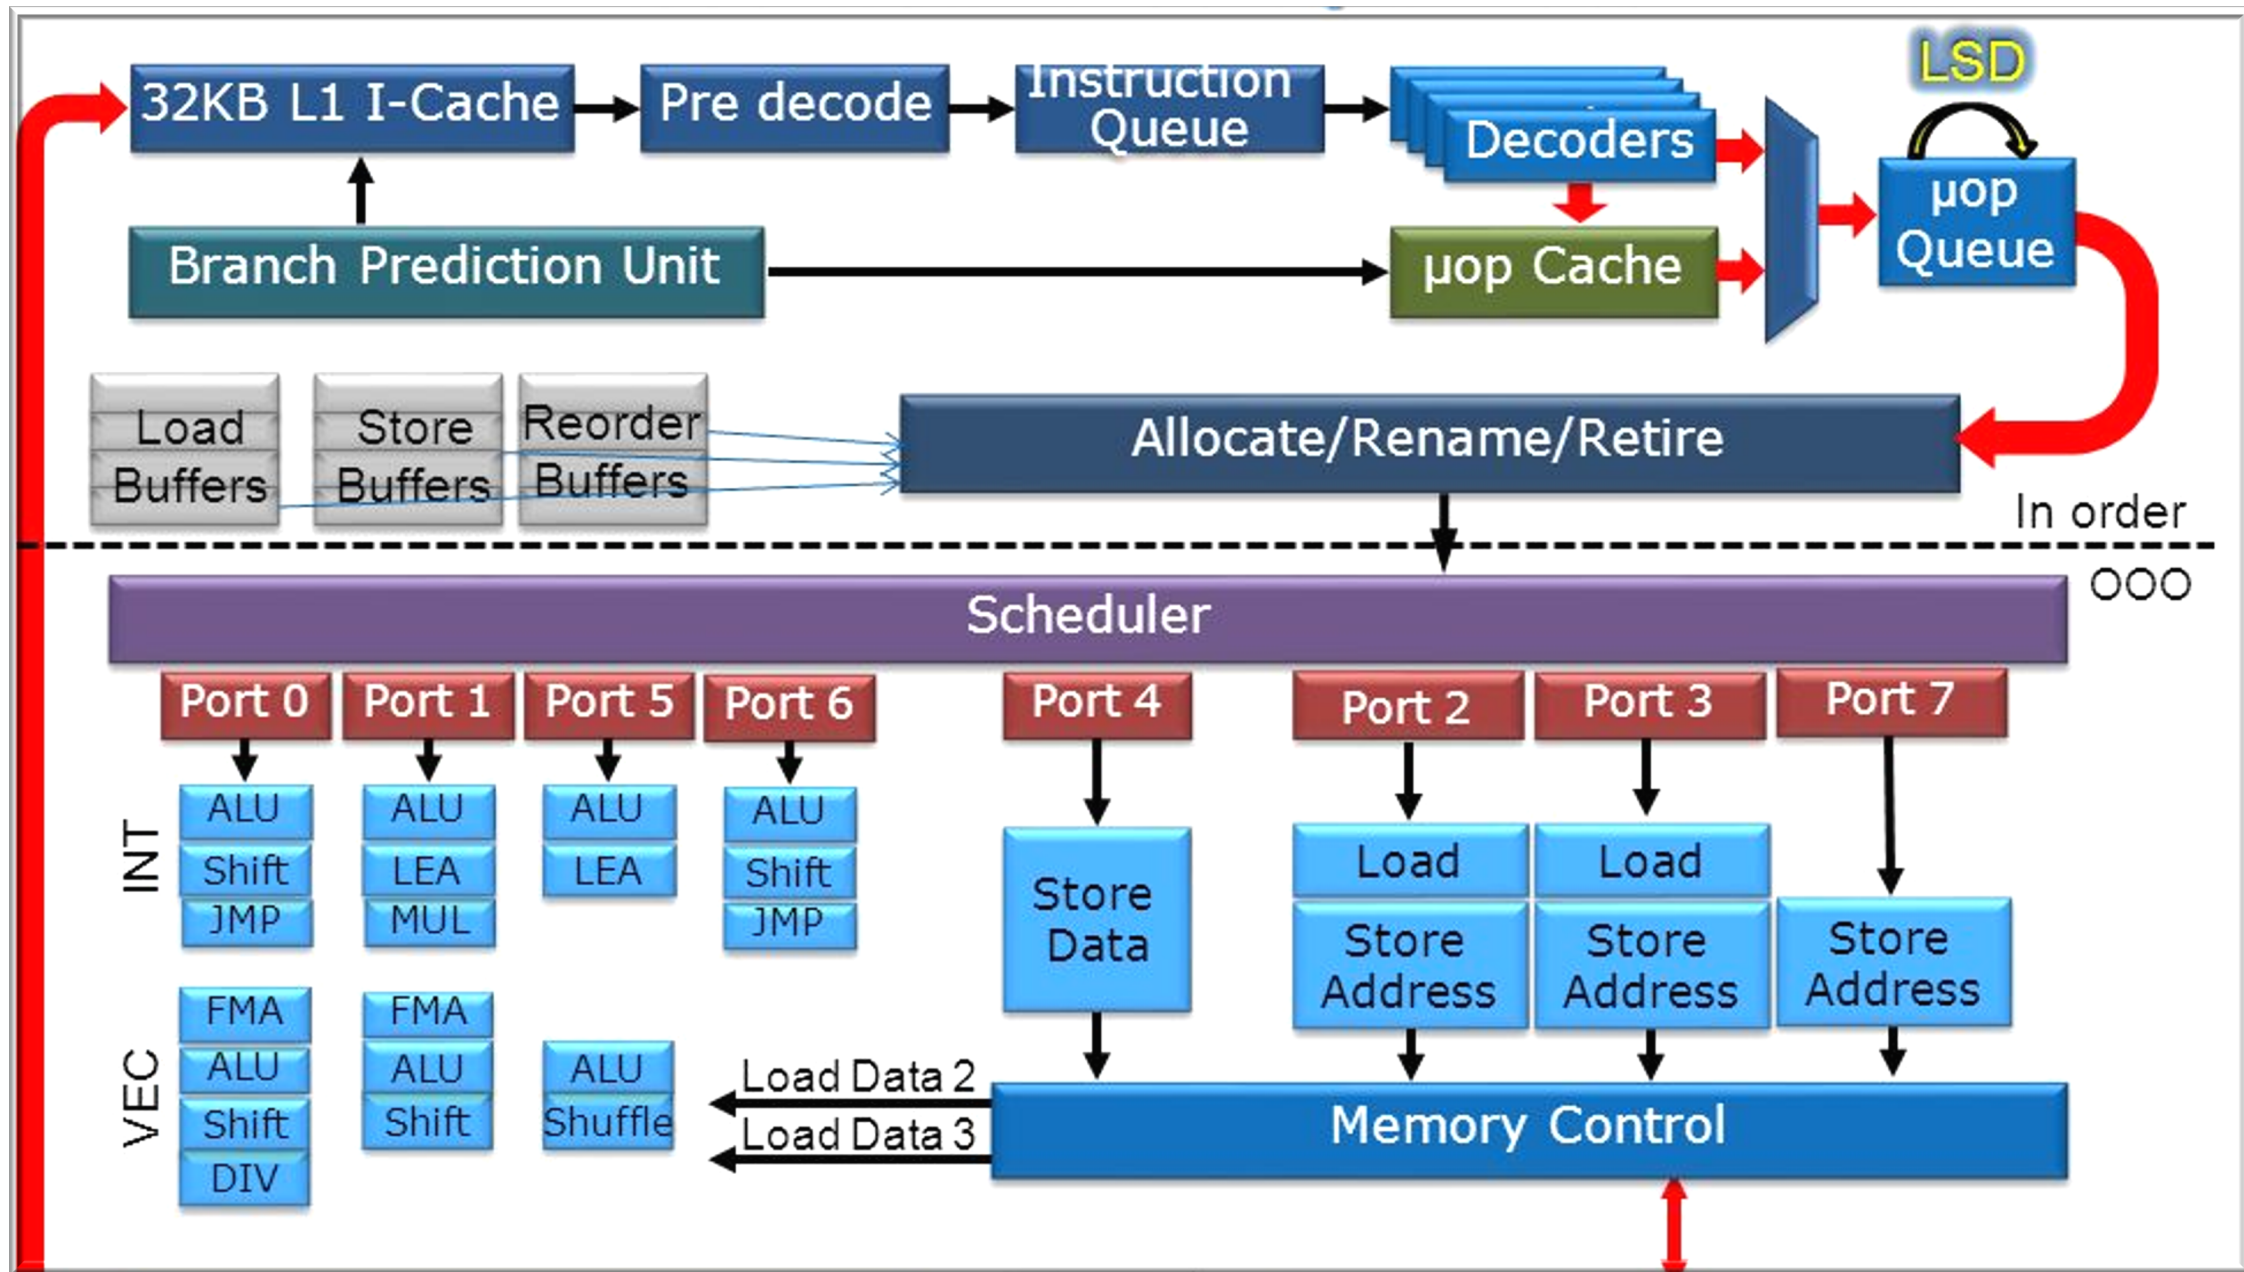 LSD
32KB L1 I-Cache
Pre decode
Instruction
Queue
Decoders
µop
Queue
Branch Prediction Unit
µop Cache
Load
Buffers
Store
Buffers
Reorder
Buffers
Allocate/Rename/Retire
In order
OOO
Scheduler
Port 0
Port 1
Port 5
Port 6
Port 4
Port 2
Port 3
Port 7
INT
ALU
Shift
JMP
ALU
LEA
MUL
ALU
LEA
ALU
Shift
JMP
Store
Data
Load
Store
Address
Load
Store
Address
Store
Address
VEC
FMA
ALU
Shift
DIV
FMA
ALU
Shift
ALU
Shuffle
Load Data 2
Load Data 3
Memory Control